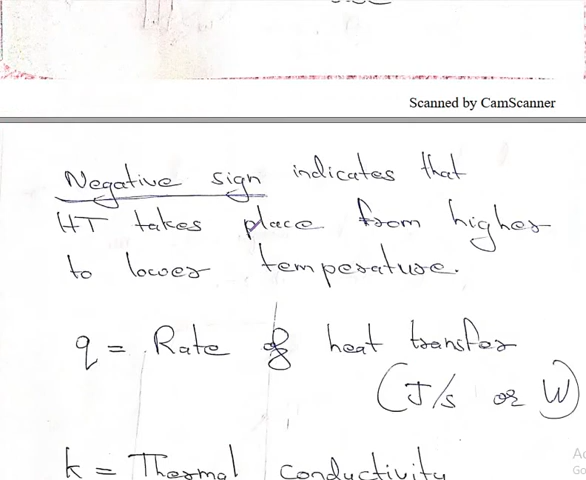 Scanned by CamScanner
Negative sign indicates that
HT takes place from higher
to lower temperature.
q = Rate of heat transfer
(J/s or W)
k = Thermal conductivity